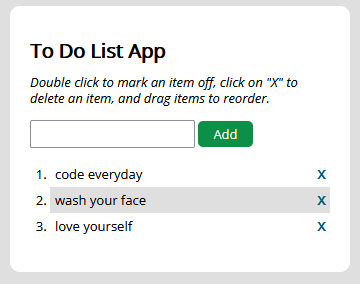 To Do List App
Double click to mark an item off, click on "X" to
delete an item, and drag items to reorder.
Add
1. code everyday X
2. wash your face X
3. love yourself X